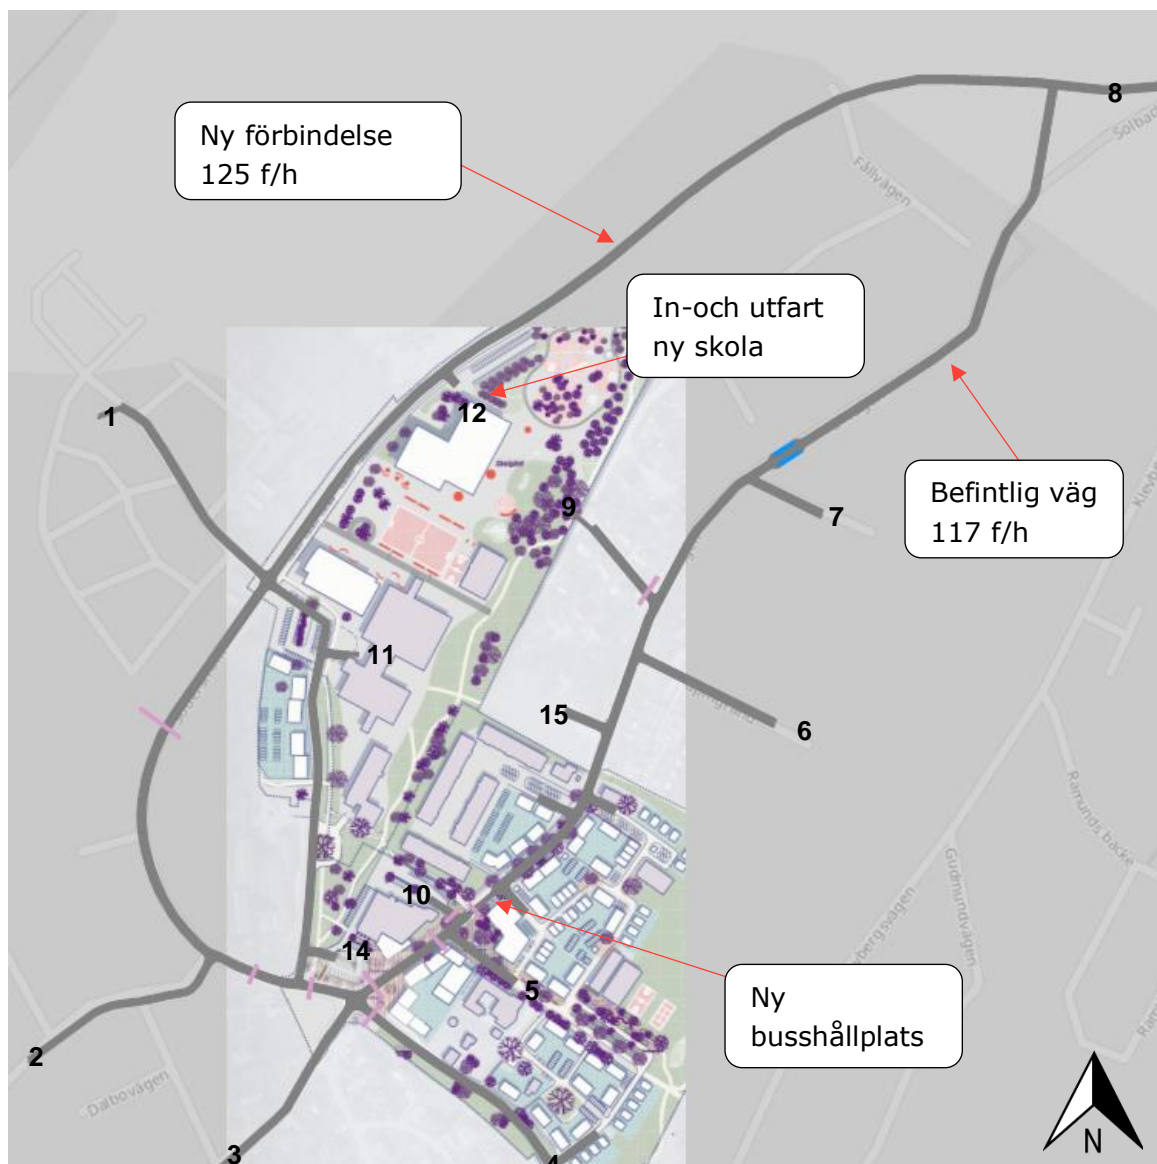 8
Ny förbindelse
125 f/h
Fållvägen
In-och utfart
ny skola
1
12
9
7
Befintlig väg
117 f/h
11
15
6
Ramunds backe
Gudmundvägen
10
14
5
Ny
busshållplats
2
Dalbovägen
3
4
N